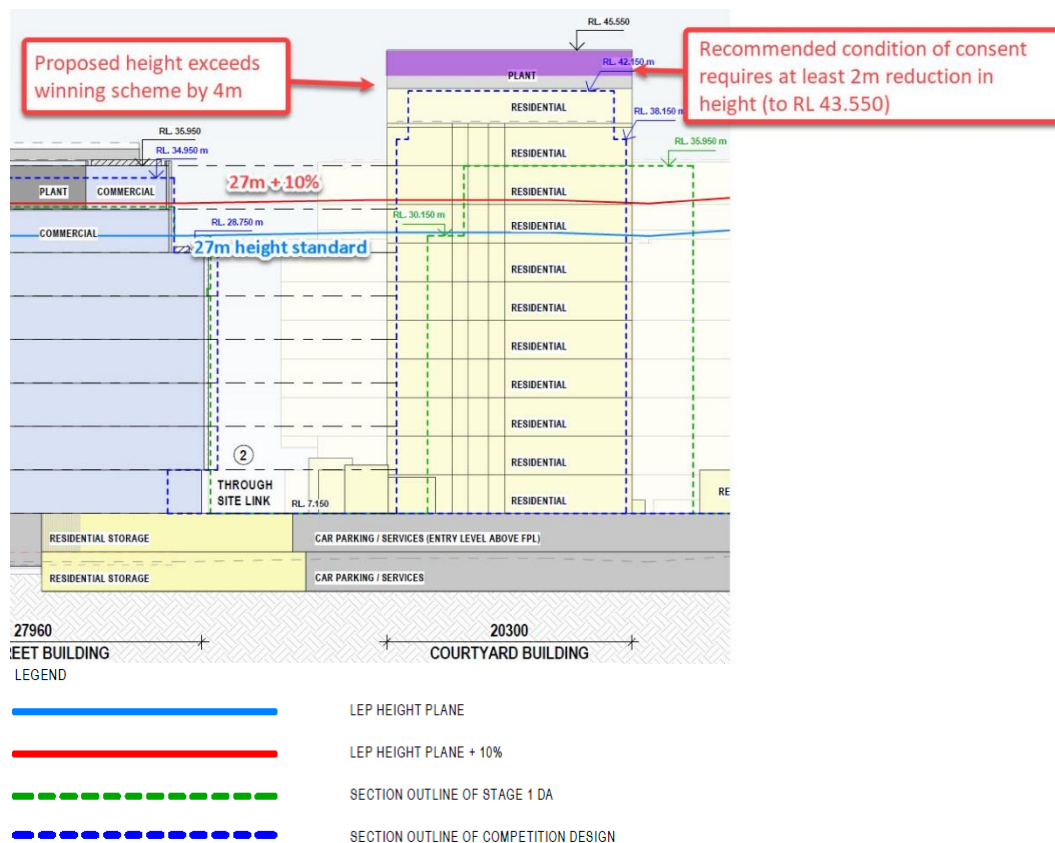 RL. 45.550
Proposed height exceeds
winning scheme by 4m
Recommended condition of consent
requires at least 2m reduction in
height (to RL 43.550)
RL. 42.150 m
PLANT
RESIDENTIAL
RL. 38.150 m
RL. 35.950
RL. 34.950 m
RL. 35.950 m
RESIDENTIAL
PLANT
COMMERCIAL
27m + 10%
RESIDENTIAL
RL. 28.750 m
RL. 30.150 m
COMMERCIAL
RESIDENTIAL
27m height standard
RESIDENTIAL
RESIDENTIAL
RESIDENTIAL
RESIDENTIAL
RESIDENTIAL
2
RESIDENTIAL
THROUGH
SITE LINK
RL. 7.150
RESIDENTIAL
RE
RESIDENTIAL STORAGE
CAR PARKING / SERVICES (ENTRY LEVEL ABOVE FPL)
RESIDENTIAL STORAGE
CAR PARKING / SERVICES
27960
20300
EET BUILDING
COURTYARD BUILDING
LEGEND
LEP HEIGHT PLANE
LEP HEIGHT PLANE + 10%
SECTION OUTLINE OF STAGE 1 DA
SECTION OUTLINE OF COMPETITION DESIGN